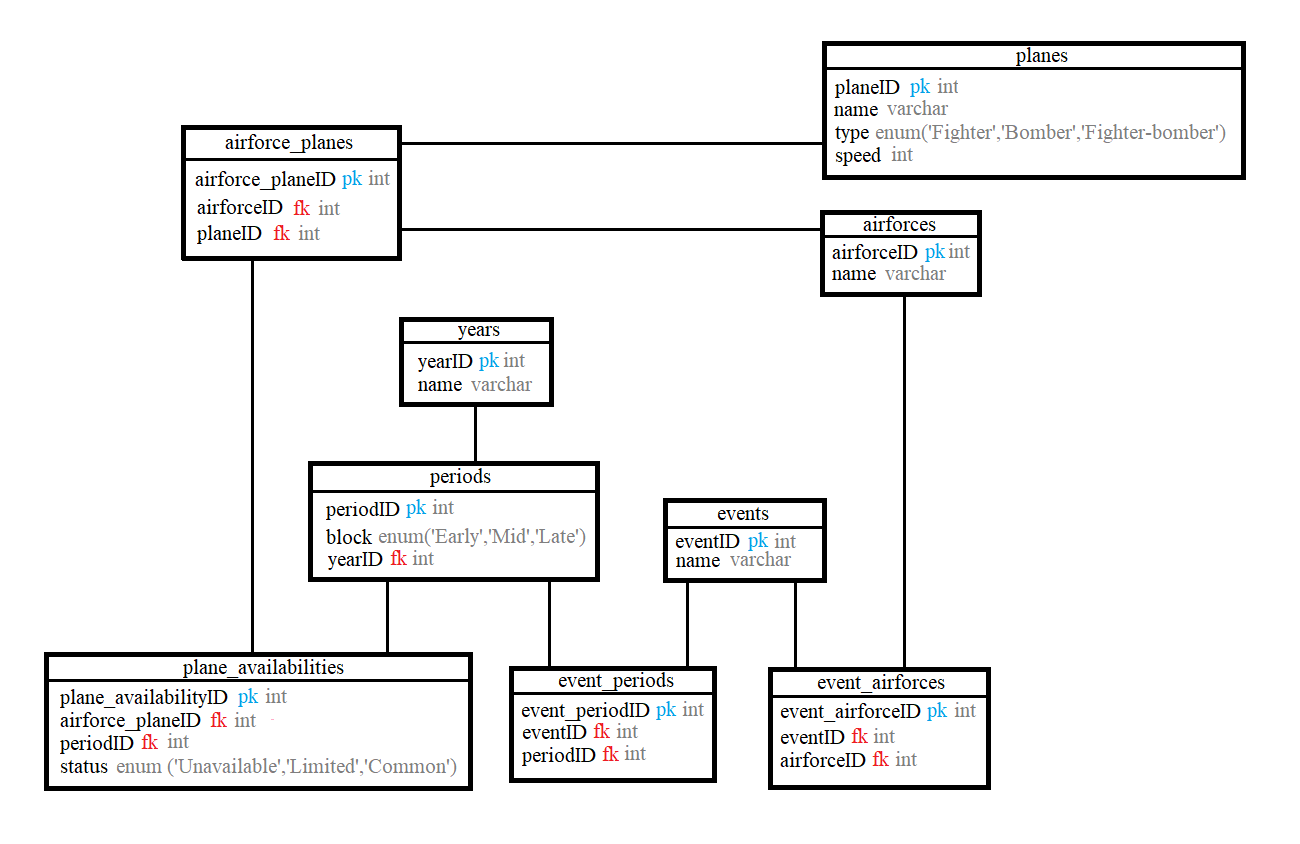 planes
planeID pk int
name varchar
type enum('Fighter','Bomber','Fighter-bomber')
speed int
airforce_planes
airforce_planeID pk int
airforceID fk int
planeID fk int
airforces
airforceID pk int
name varchar
years
yearID pk int
name varchar
periods
periodID pk int
block enum('Early','Mid','Late')
yearID fk int
events
eventID pk int
name varchar
plane_availabilities
plane_availabilityID pk int
airforce_planeID fk int
periodID fk int
status enum ('Unavailable','Limited','Common')
event_periods
event_periodID pk int
eventID fk int
periodID fk int
event_airforces
event_airforceID pk int
eventID fk int
airforceID fk int